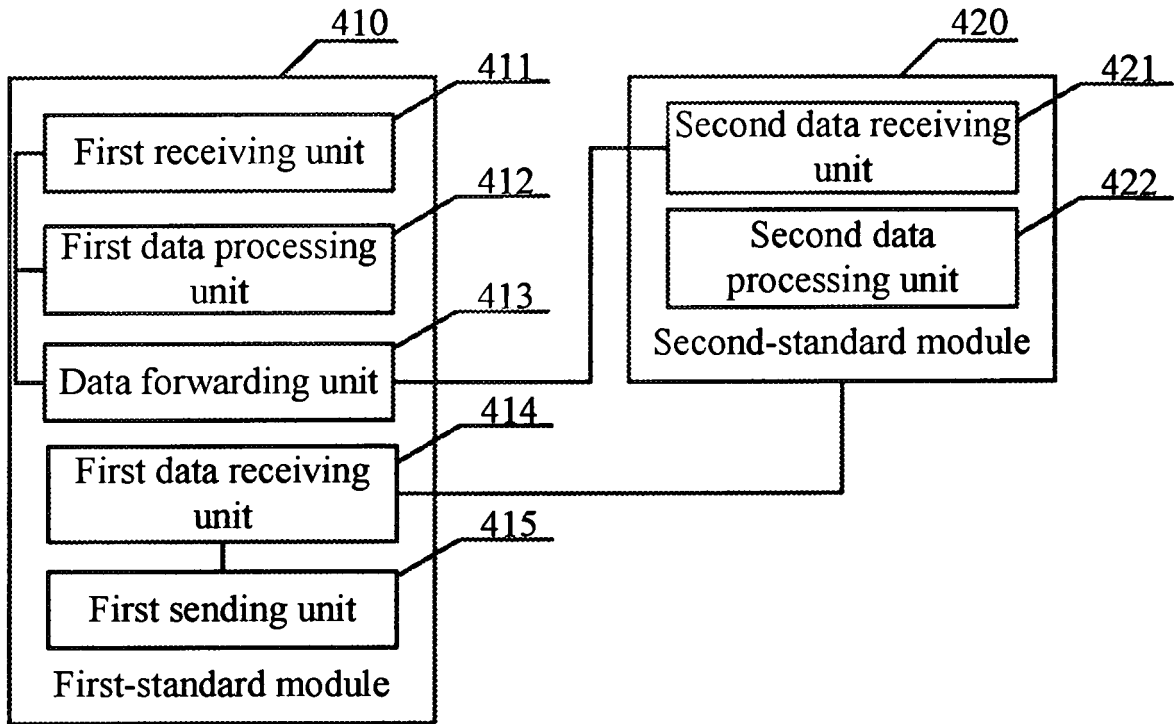 410
411
First receiving unit
412
First data processing
unit
413
Data forwarding unit
414
First data receiving
unit
415
First sending unit
First-standard module
420
421
Second data receiving
unit
422
Second data
processing unit
Second-standard module